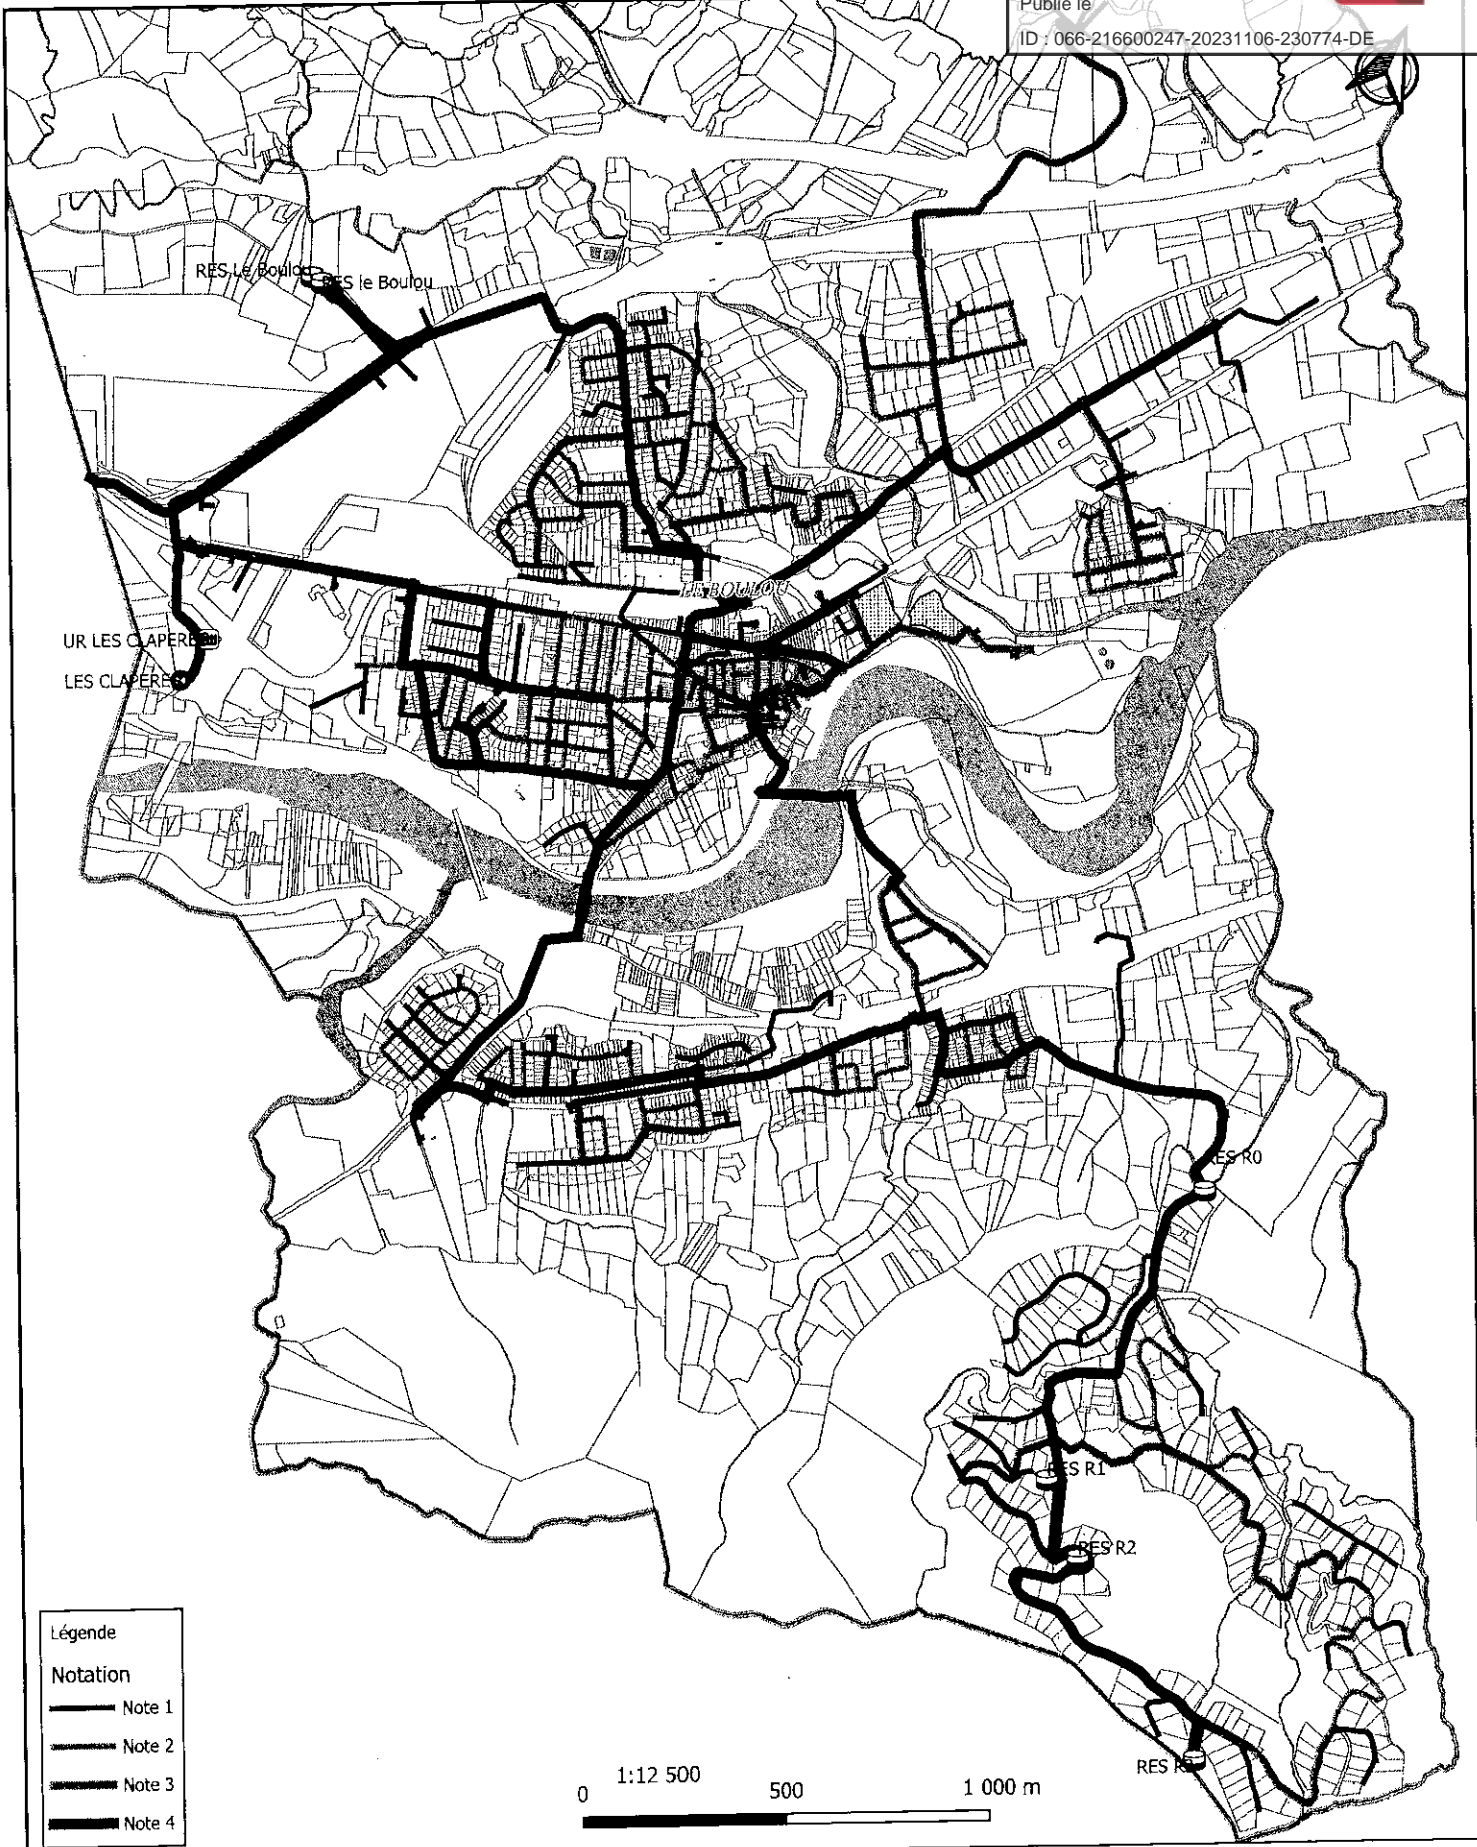 Publié le
ID : 066-216600247-20231106-230774-DE
RES Le Boulou
RES le Boulou
LE BOULOU
UR LES CLAPERES
LES CLAPERES
RES R0
RES R1
RES R2
RES
Légende
Notation
Note 1
Note 2
Note 3
Note 4
1:12 500
0 500 1 000 m